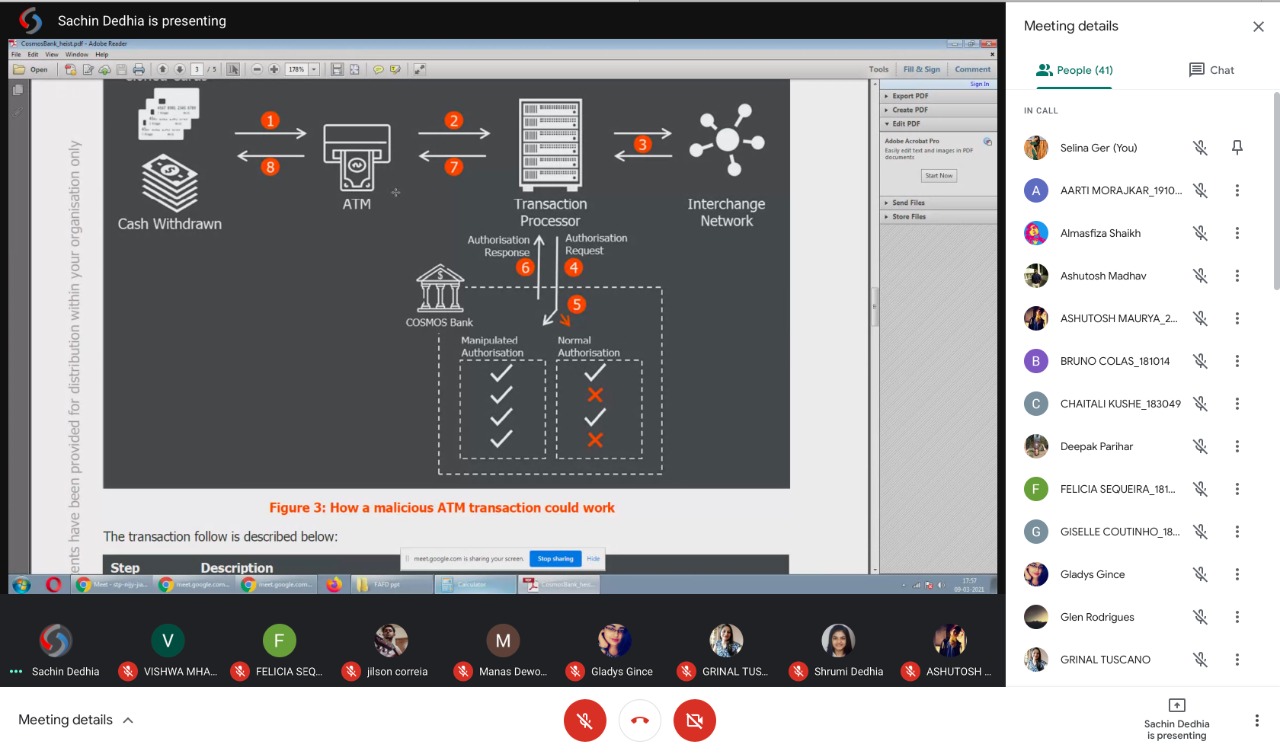 Sachin Dedhia is presenting
CosmosBank_heist.pdf - Adobe Reader
File Edit View Window Help
Open
3 / 5
178%
Tools
Fill & Sign
Comment
Sign In
Export PDF
Create PDF
Edit PDF
Adobe Acrobat Pro
Easily edit text and images in PDF
documents
Start Now
Send Files
Store Files
ents have been provided for distribution within your organisation only
Cloned Cards
1
2
3
8
7
ATM
Cash Withdrawn
Transaction
Processor
Interchange
Network
Authorisation
Response
Authorisation
Request
6
4
5
COSMOS Bank
Manipulated
Authorisation
Normal
Authorisation
Figure 3: How a malicious ATM transaction could work
The transaction follow is described below:
Step
Description
meet.google.com is sharing your screen.
Stop sharing
Hide
meet.google.com...
meet.google.com...
FAFD ppt
Calculator
CosmosBank_heis...
17:57
09-03-2021
Sachin Dedhia
V
VISHWA MHA...
F
FELICIA SEQ...
jilson correia
M
Manas Dewo...
Gladys Gince
GRINAL TUS...
Shrumi Dedhia
ASHUTOSH ...
Meeting details
Sachin Dedhia
is presenting
Meeting details
People (41)
Chat
IN CALL
Selina Ger (You)
A
AARTI MORAJKAR_1910...
Almasfiza Shaikh
Ashutosh Madhav
ASHUTOSH MAURYA_2...
B
BRUNO COLAS_181014
C
CHAITALI KUSHE_183049
Deepak Parihar
F
FELICIA SEQUEIRA_181...
G
GISELLE COUTINHO_18...
Gladys Gince
Glen Rodrigues
GRINAL TUSCANO